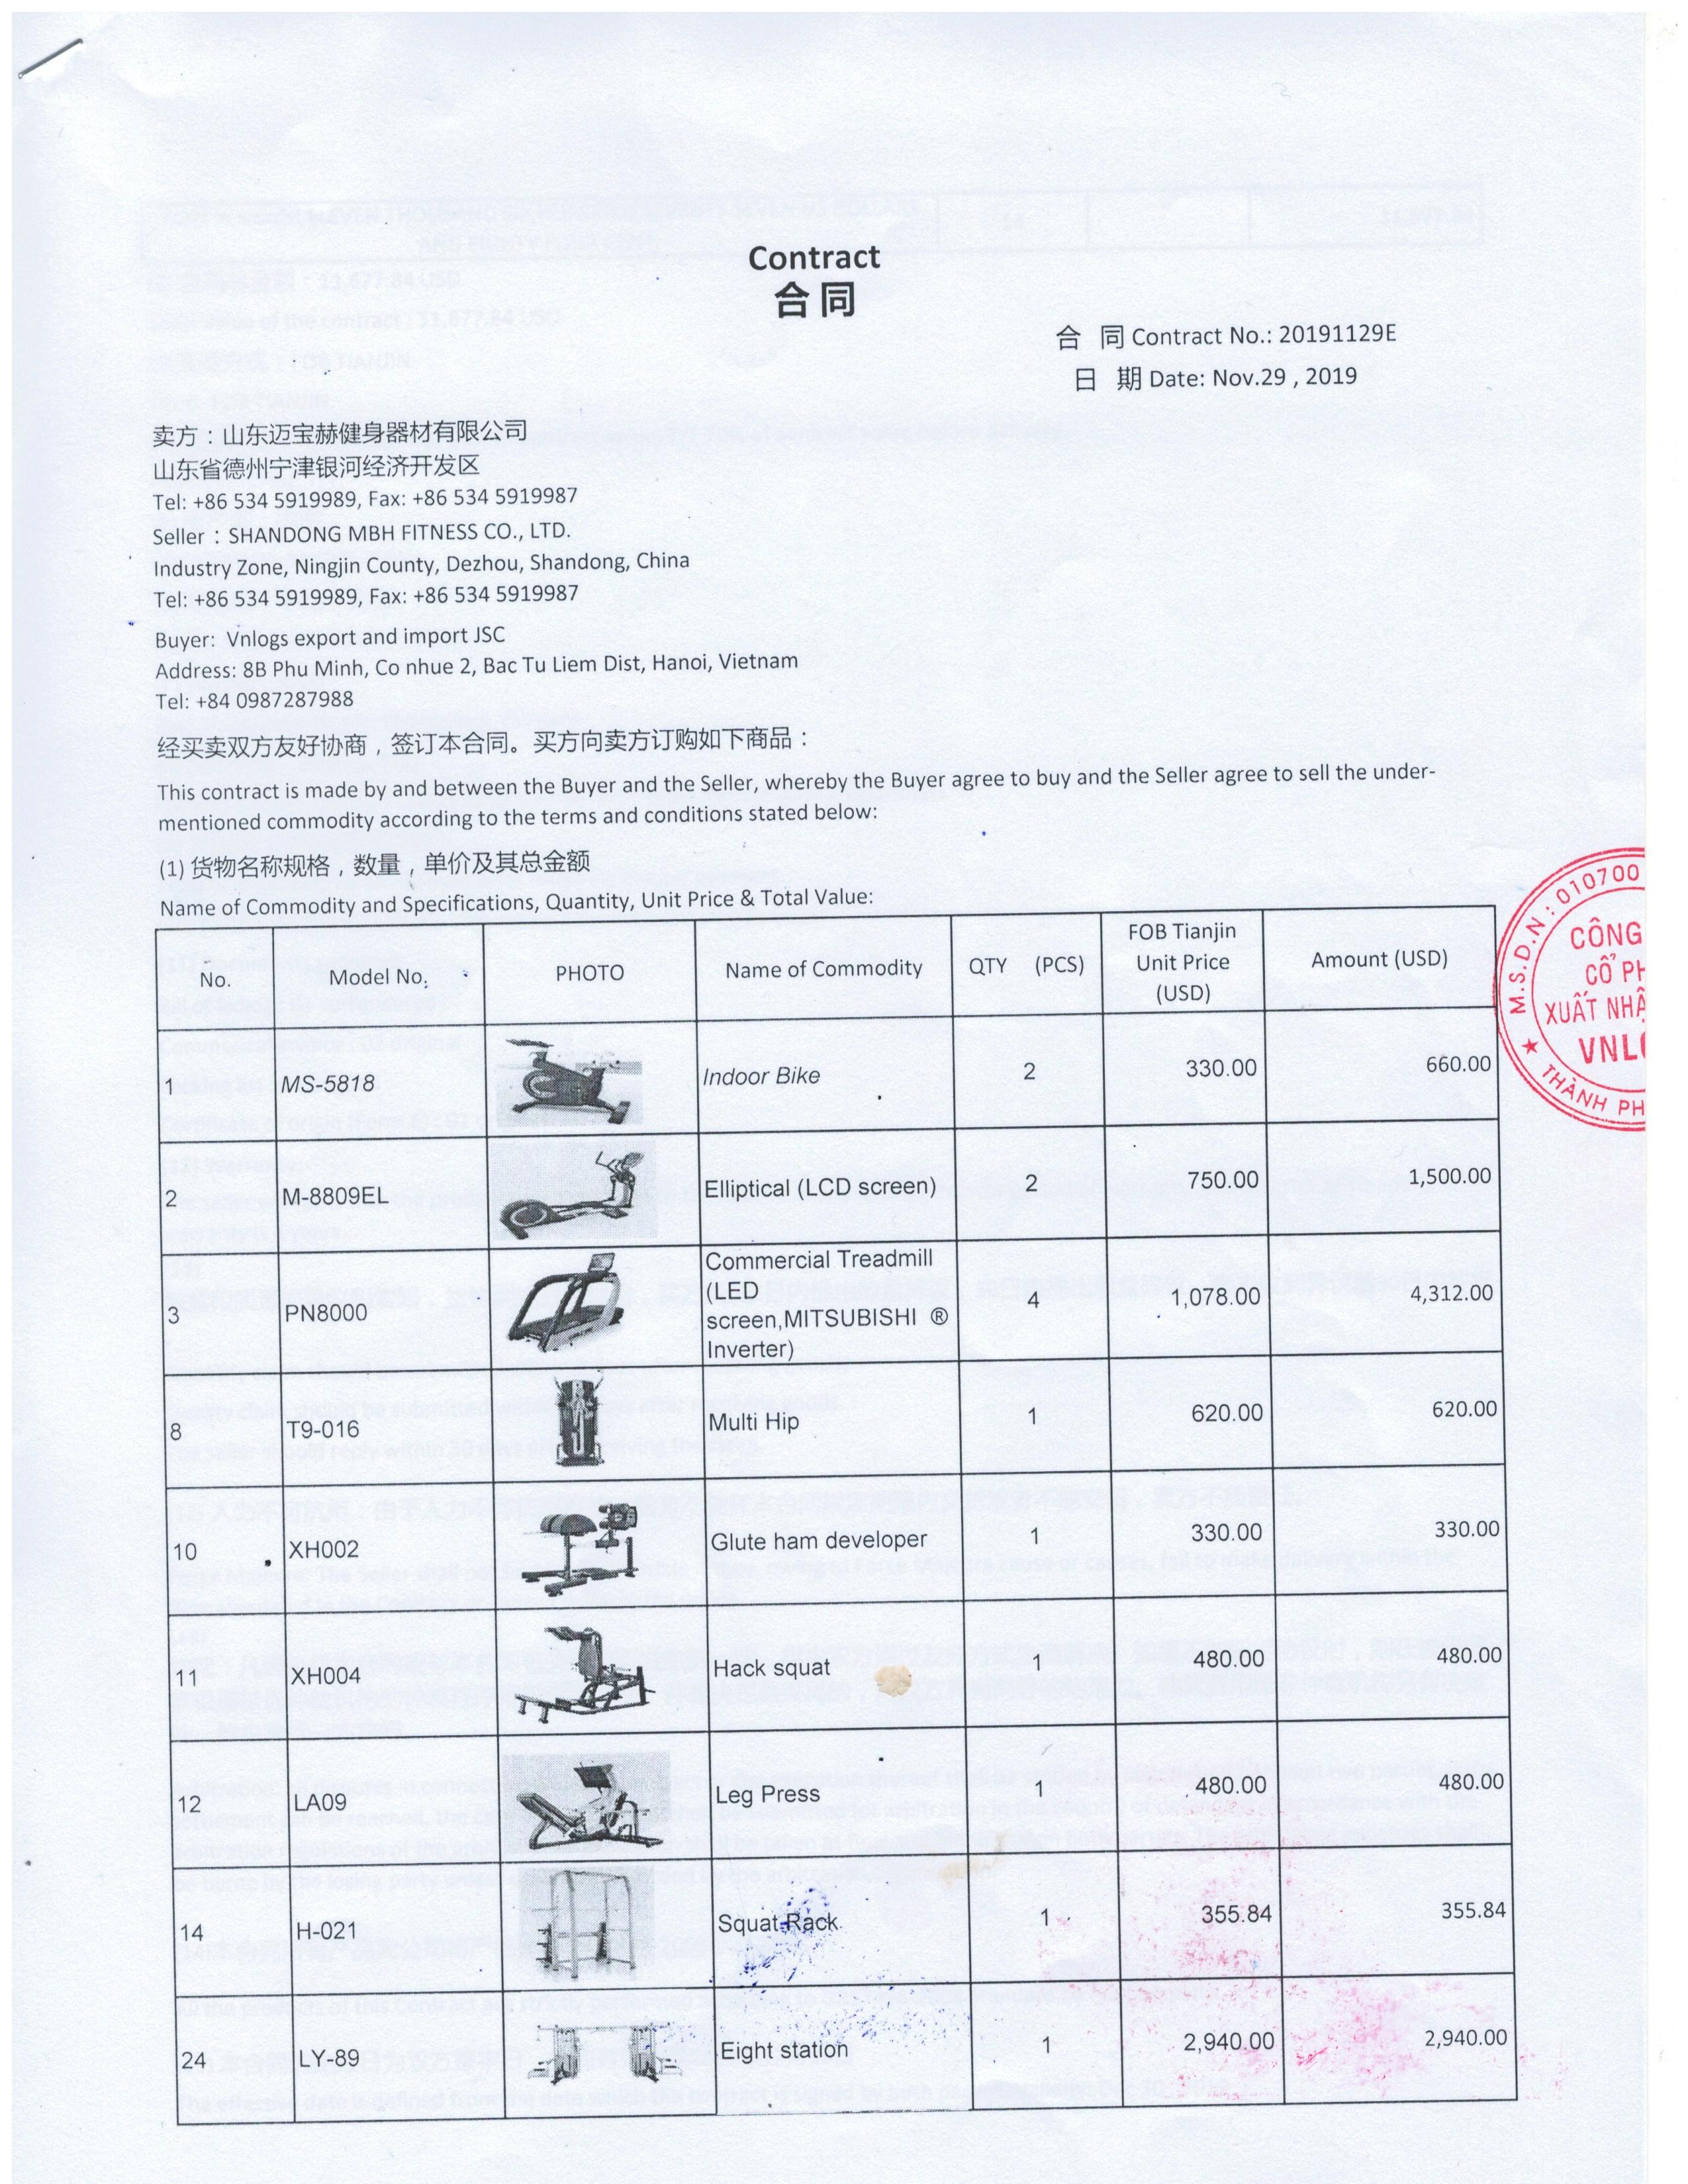 Contract
合同
合 同 Contract No.: 20191129E
日 期 Date: Nov.29 , 2019
卖方：山东迈宝赫健身器材有限公司
山东省德州宁津银河经济开发区
Tel: +86 534 5919989, Fax: +86 534 5919987
Seller：SHANDONG MBH FITNESS CO., LTD.
Industry Zone, Ningjin County, Dezhou, Shandong, China
Tel: +86 534 5919989, Fax: +86 534 5919987
Buyer: Vnlogs export and import JSC
Address: 8B Phu Minh, Co nhue 2, Bac Tu Liem Dist, Hanoi, Vietnam
Tel: +84 0987287988
经买卖双方友好协商，签订本合同。买方向卖方订购如下商品：
This contract is made by and between the Buyer and the Seller, whereby the Buyer agree to buy and the Seller agree to sell the under-
mentioned commodity according to the terms and conditions stated below:
(1) 货物名称规格，数量，单价及其总金额
Name of Commodity and Specifications, Quantity, Unit Price & Total Value:
No. Model No. PHOTO Name of Commodity QTY (PCS) FOB Tianjin Unit Price (USD) Amount (USD)
1 MS-5818 Indoor Bike 2 330.00 660.00
2 M-8809EL Elliptical (LCD screen) 2 750.00 1,500.00
3 PN8000 Commercial Treadmill (LED screen,MITSUBISHI ® Inverter) 4 1,078.00 4,312.00
8 T9-016 Multi Hip 1 620.00 620.00
10 XH002 Glute ham developer 1 330.00 330.00
11 XH004 Hack squat 1 480.00 480.00
12 LA09 Leg Press 1 480.00 480.00
14 H-021 Squat Rack 1 355.84 355.84
24 LY-89 Eight station 1 2,940.00 2,940.00
M.S.D.N: 010700
CÔNG
CỔ PH
XUẤT NHẬ
VNL
★ THÀNH PH